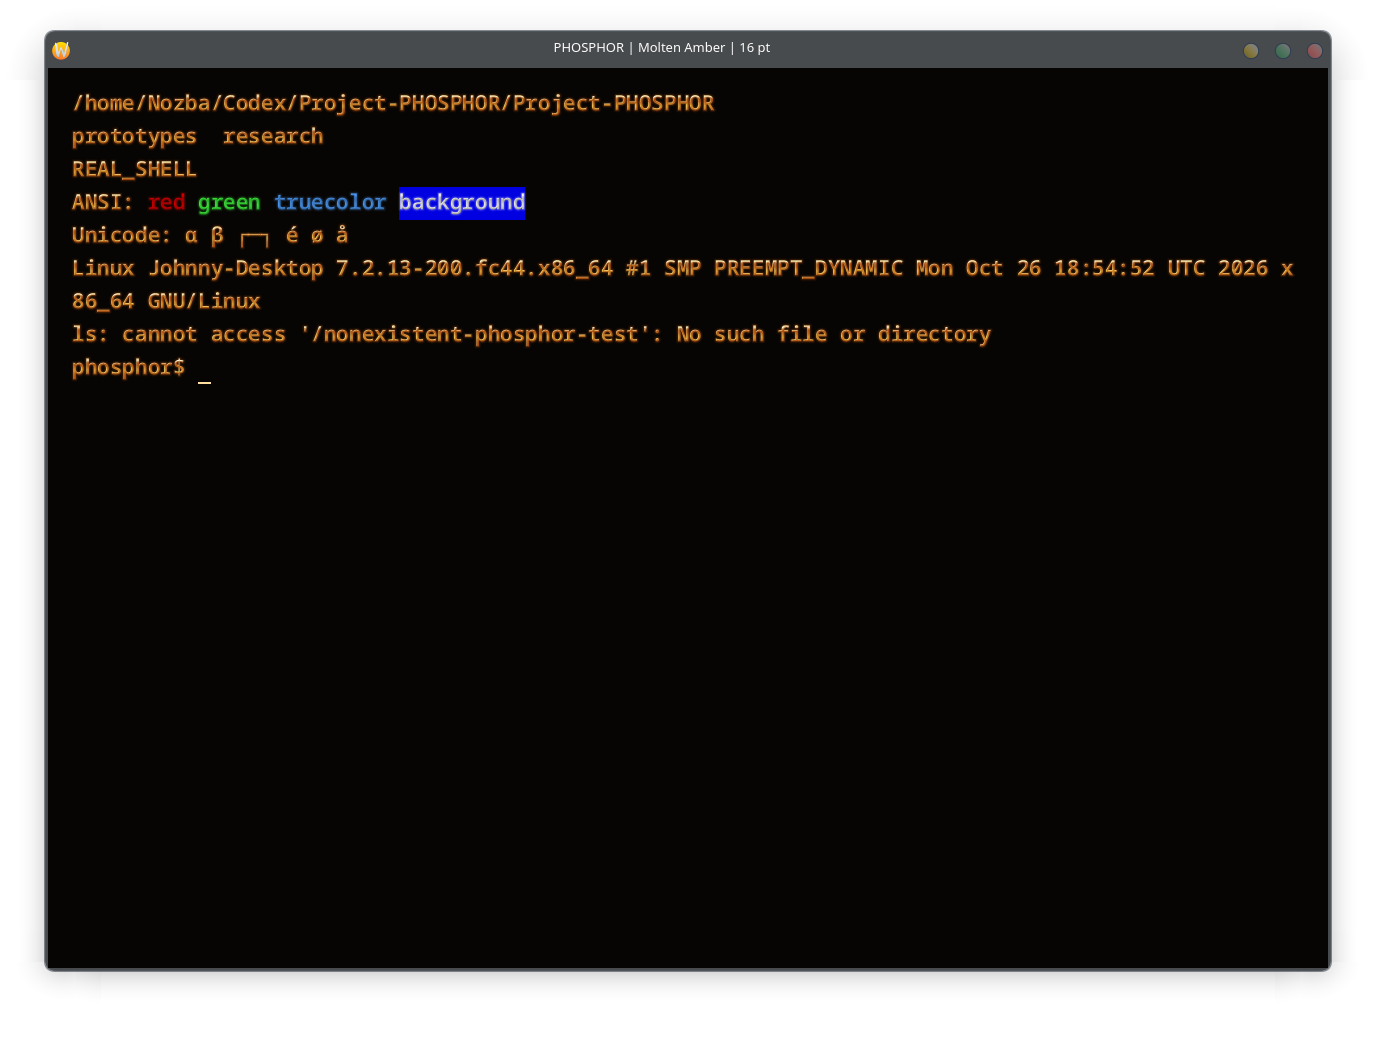 PHOSPHOR | Molten Amber | 16 pt
/home/Nozba/Codex/Project-PHOSPHOR/Project-PHOSPHOR
prototypes  research
REAL_SHELL
ANSI: red green truecolor background
Unicode: α β ┌─┐ é ø å
Linux Johnny-Desktop 7.2.13-200.fc44.x86_64 #1 SMP PREEMPT_DYNAMIC Mon Oct 26 18:54:52 UTC 2026 x
86_64 GNU/Linux
ls: cannot access '/nonexistent-phosphor-test': No such file or directory
phosphor$ _